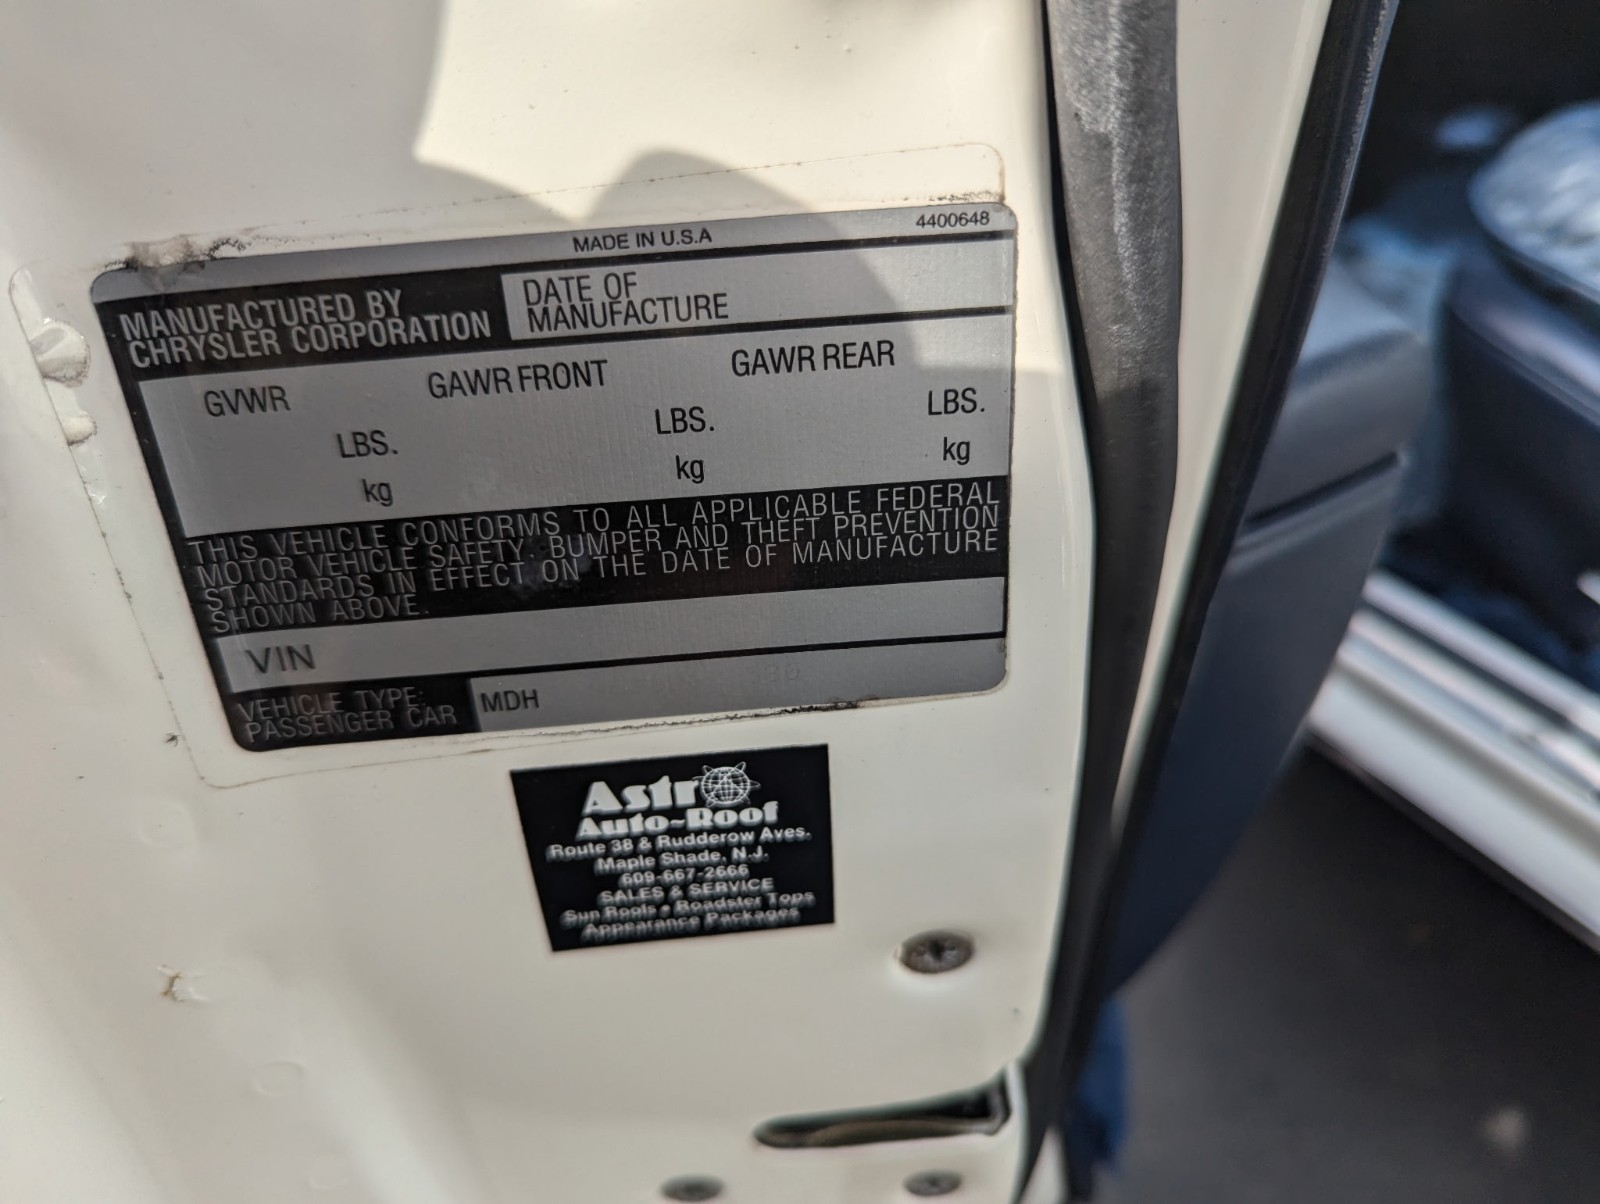 MADE IN U.S.A
4400648
MANUFACTURED BY
CHRYSLER CORPORATION
DATE OF
MANUFACTURE
GVWR
GAWR FRONT
GAWR REAR
LBS.
LBS.
LBS.
kg
kg
kg
THIS VEHICLE CONFORMS TO ALL APPLICABLE FEDERAL
MOTOR VEHICLE SAFETY, BUMPER AND THEFT PREVENTION
STANDARDS IN EFFECT ON THE DATE OF MANUFACTURE
SHOWN ABOVE.
VIN
VEHICLE TYPE:
PASSENGER CAR
MDH
Astro
Auto-Roof
Route 38 & Rudderow Aves.
Maple Shade, N.J.
609-667-2666
SALES & SERVICE
Sun Roofs • Roadster Tops
Appearance Packages